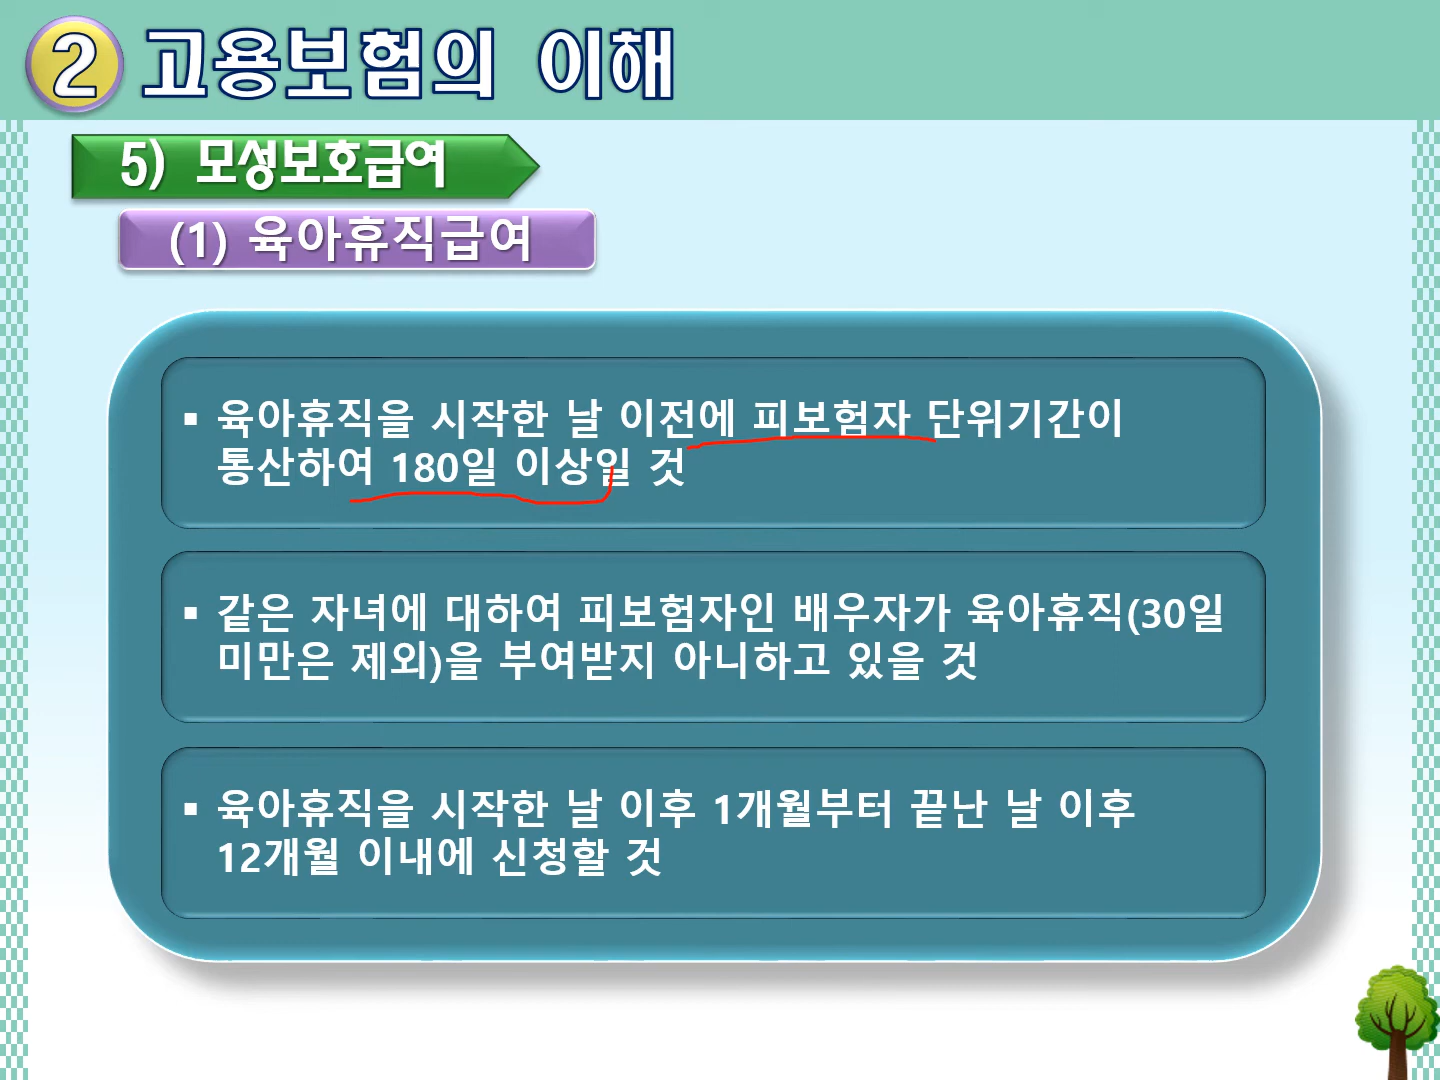 2 고용보험의 이해
5) 모성보호급여
(1) 육아휴직급여
▪ 육아휴직을 시작한 날 이전에 피보험자 단위기간이
통산하여 180일 이상일 것
▪ 같은 자녀에 대하여 피보험자인 배우자가 육아휴직(30일
미만은 제외)을 부여받지 아니하고 있을 것
▪ 육아휴직을 시작한 날 이후 1개월부터 끝난 날 이후
12개월 이내에 신청할 것